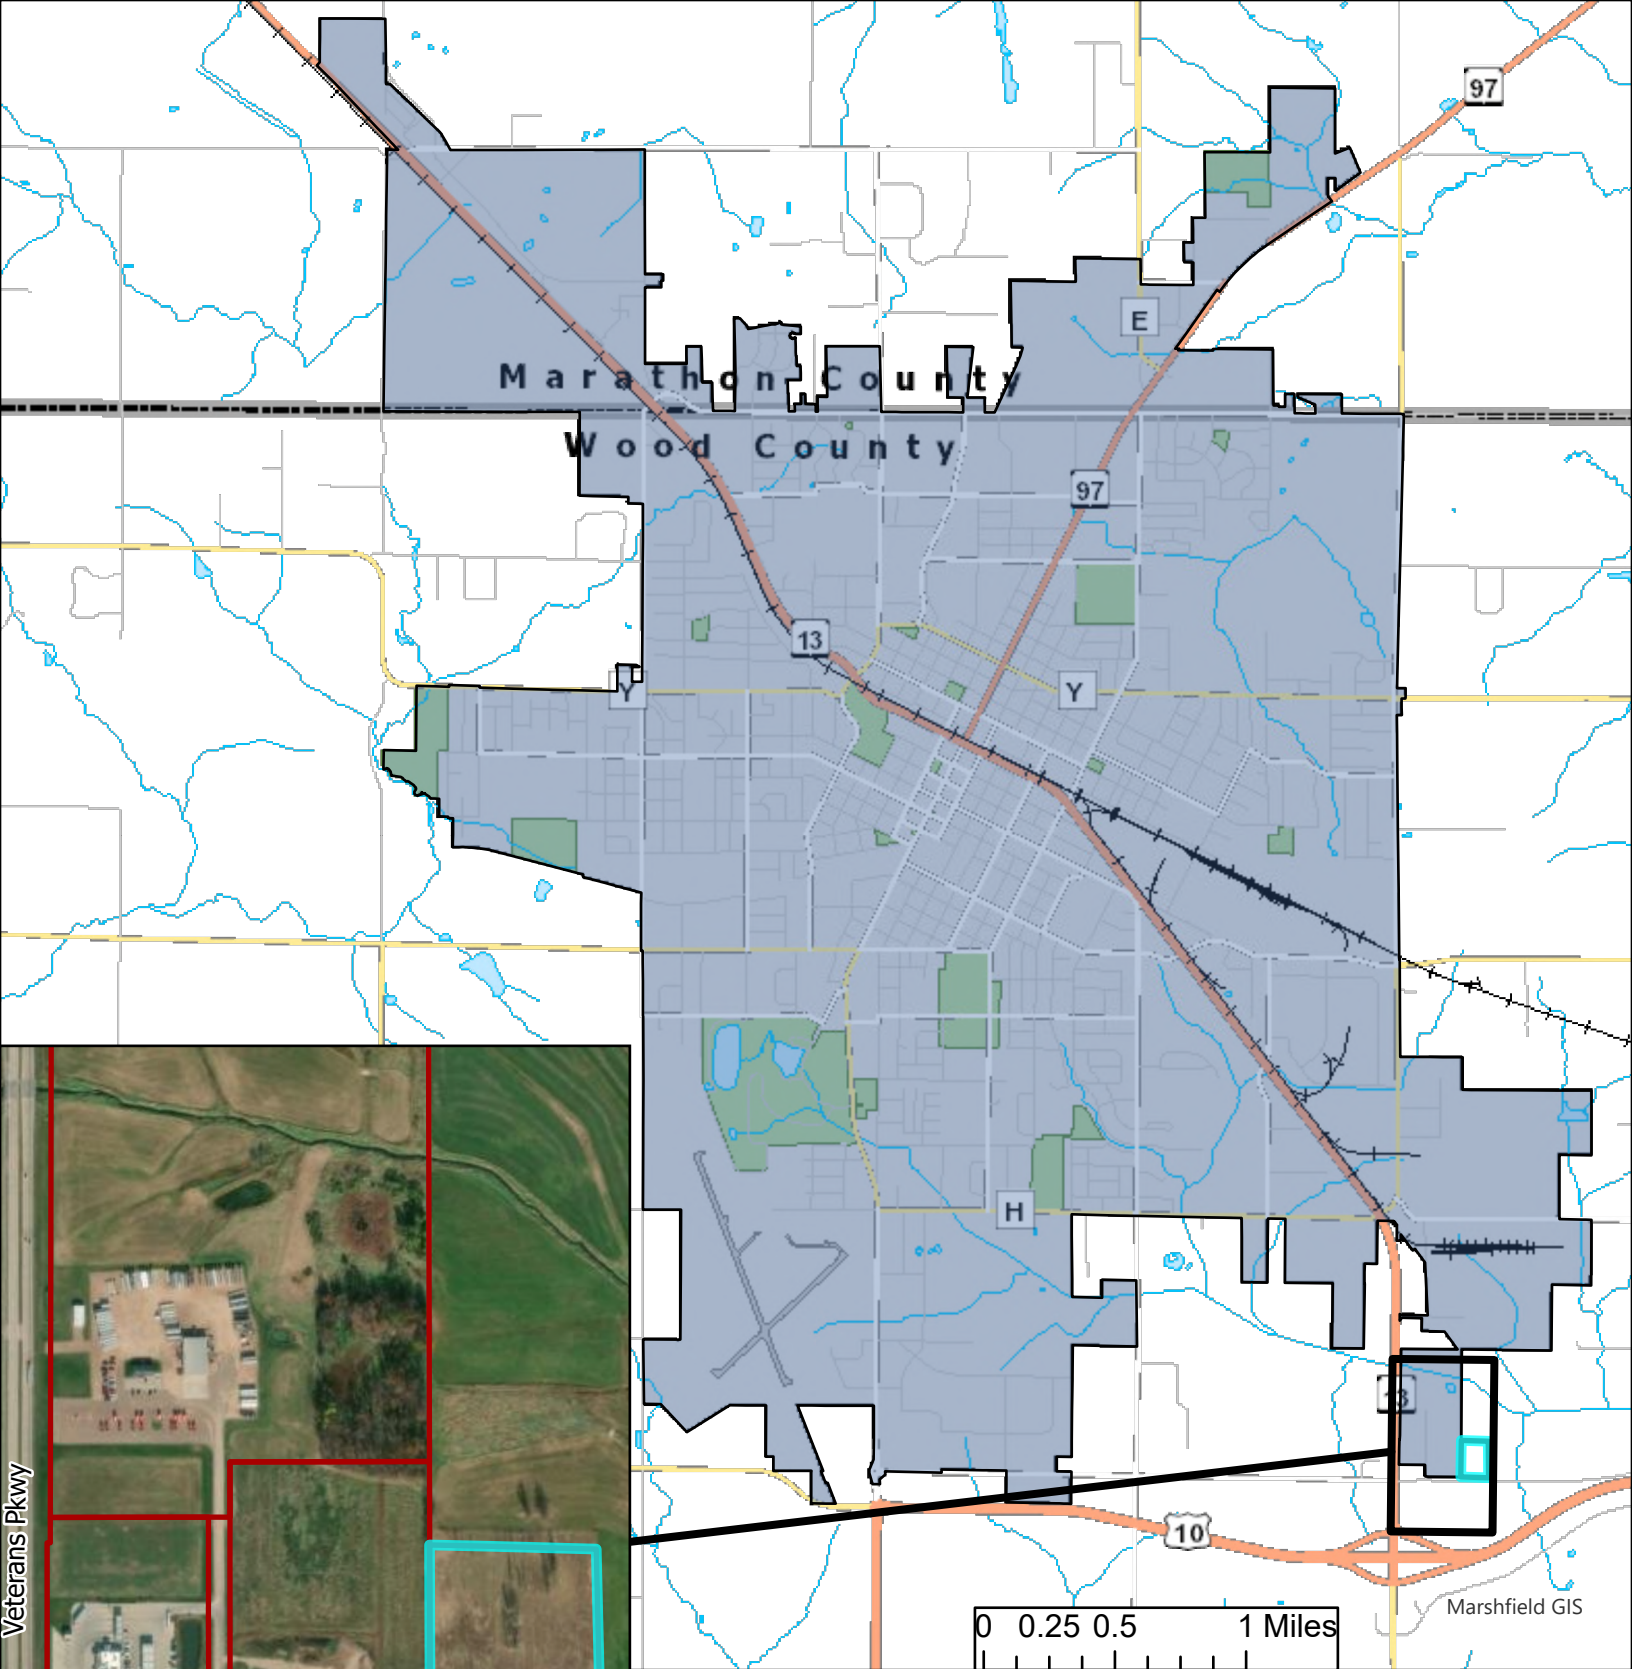 97
E
Marathon County
Wood County
97
13
Y
Y
H
13
10
Veterans Pkwy
Marshfield GIS
0 0.25 0.5 1 Miles